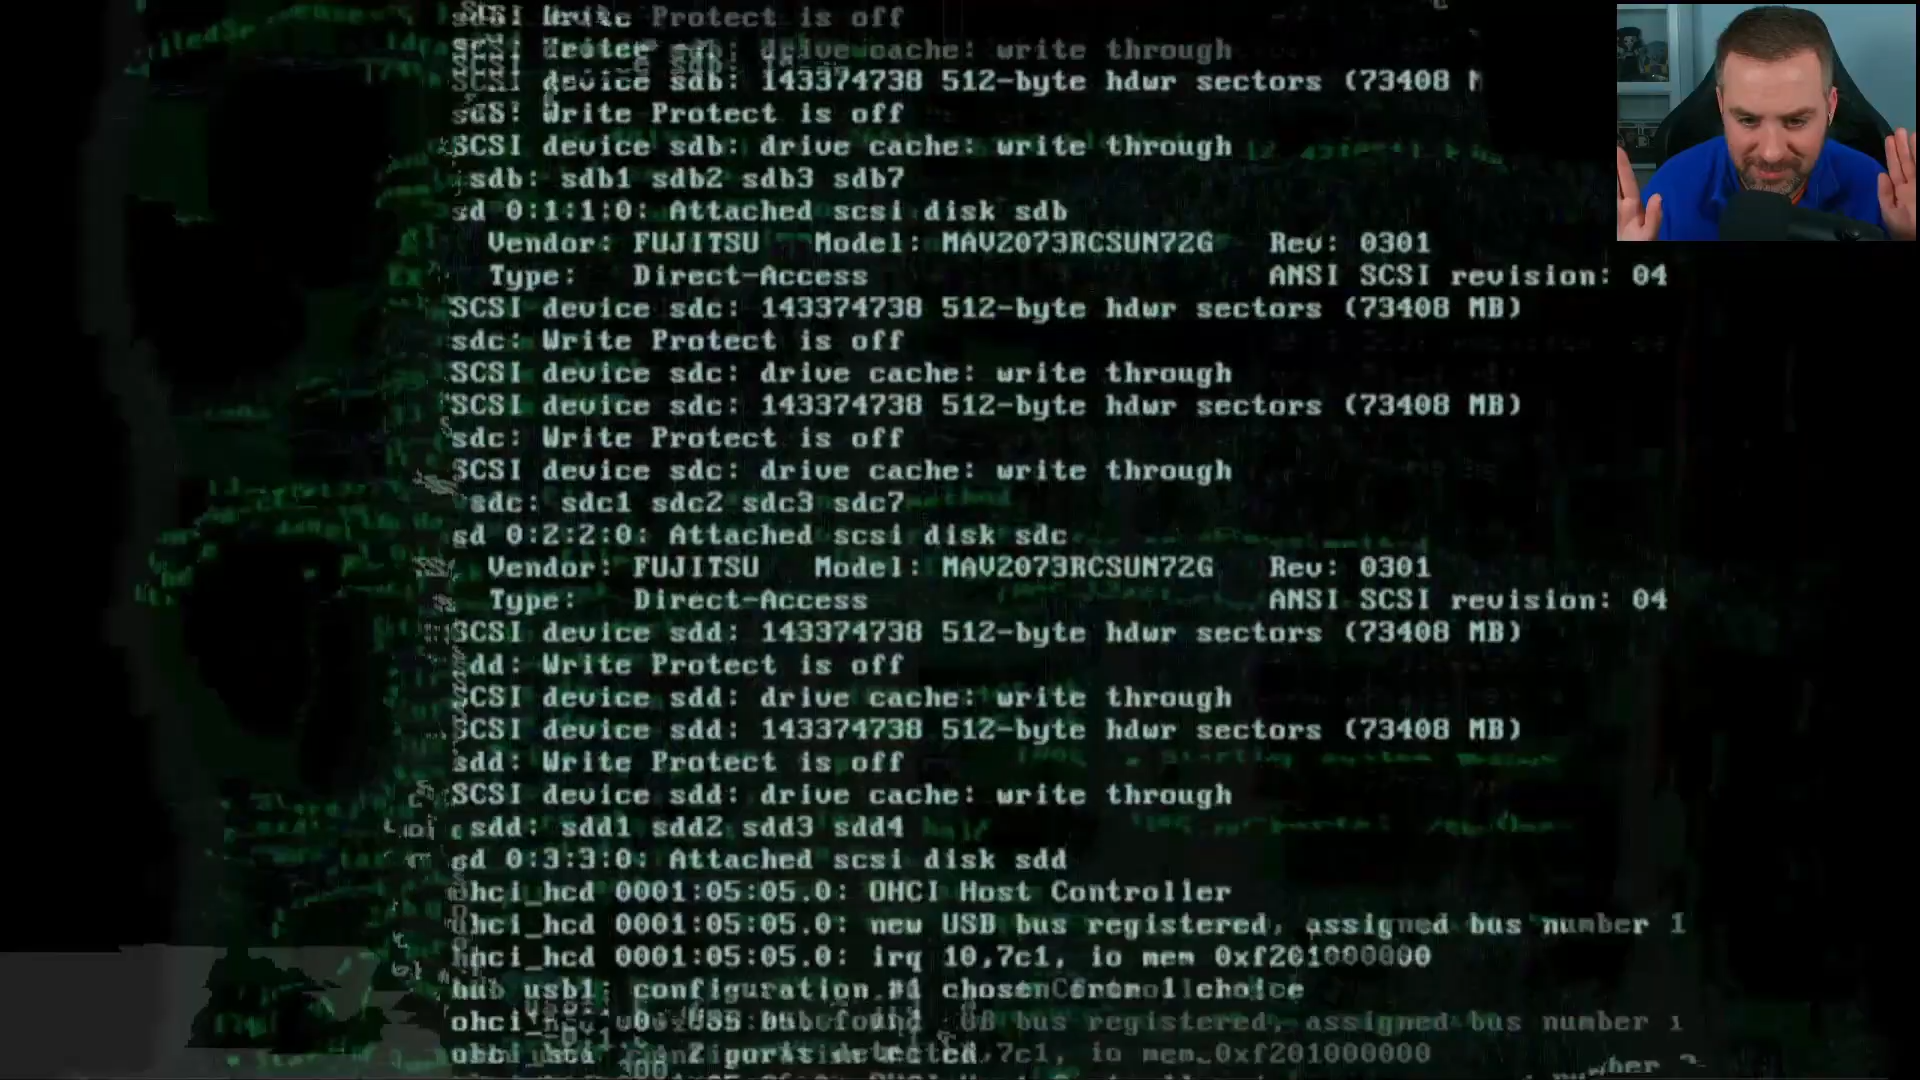 Write Protect is off
drive cache: write through
SCSI device sdb: 143374738 512-byte hdwr sectors (73408
Write Protect is off
SCSI device sdb: drive cache: write through
sdb: sdb1 sdb2 sdb3 sdb7
sd 0:1:1:0: Attached scsi disk sdb
Vendor: FUJITSU Model: MAV2073RCSUN72G Rev: 0301
Type: Direct-Access ANSI SCSI revision: 04
SCSI device sdc: 143374738 512-byte hdwr sectors (73408 MB)
sdc: Write Protect is off
SCSI device sdc: drive cache: write through
SCSI device sdc: 143374738 512-byte hdwr sectors (73408 MB)
sdc: Write Protect is off
SCSI device sdc: drive cache: write through
sdc: sdc1 sdc2 sdc3 sdc7
sd 0:2:2:0: Attached scsi disk sdc
Vendor: FUJITSU Model: MAV2073RCSUN72G Rev: 0301
Type: Direct-Access ANSI SCSI revision: 04
SCSI device sdd: 143374738 512-byte hdwr sectors (73408 MB)
dd: Write Protect is off
CSI device sdd: drive cache: write through
SCSI device sdd: 143374738 512-byte hdwr sectors (73408 MB)
sdd: Write Protect is off
SCSI device sdd: drive cache: write through
sdd: sdd1 sdd2 sdd3 sdd4
sd 0:3:3:0: Attached scsi disk sdd
ohci_hcd 0001:05:05.0: OHCI Host Controller
ohci_hcd 0001:05:05.0: new USB bus registered, assigned bus number 1
ohci_hcd 0001:05:05.0: irq 10,7c1, io mem 0xf201000000
hub usb1: configuration #1 chosen choice
bus registered, assigned bus number 1
io mem 0xf201000000